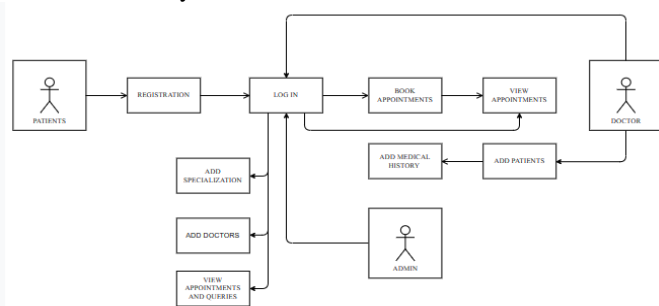 PATIENTS
REGISTRATION
LOG IN
BOOK
APPOINTMENTS
VIEW
APPOINTMENTS
DOCTOR
ADD
SPECIALIZATION
ADD MEDICAL
HISTORY
ADD PATIENTS
ADD DOCTORS
ADMIN
VIEW
APPOINTMENTS
AND QUERIES